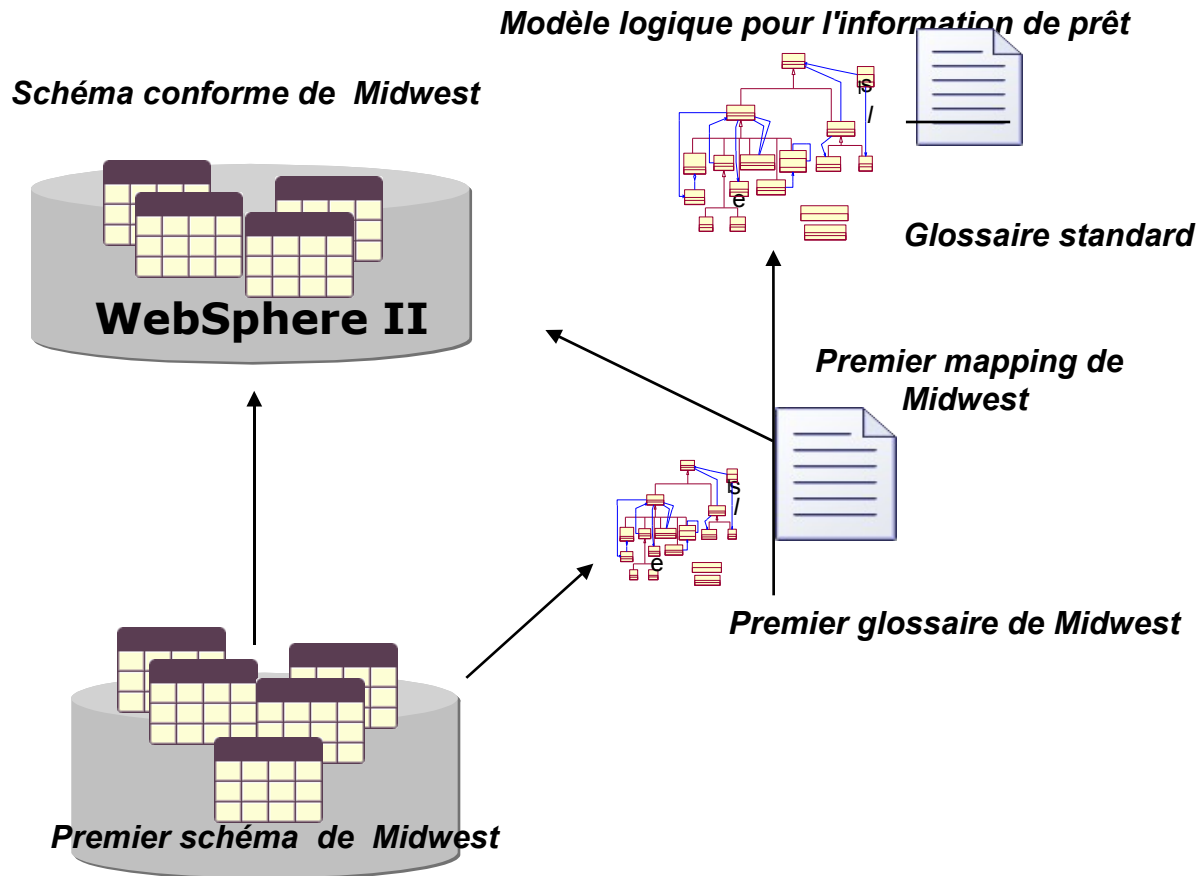 Modèle logique pour l'information de prêt
Schéma conforme de Midwest
s
/
e
Glossaire standard
WebSphere II
Premier mapping de
Midwest
s
/
e
Premier glossaire de Midwest
Premier schéma de Midwest